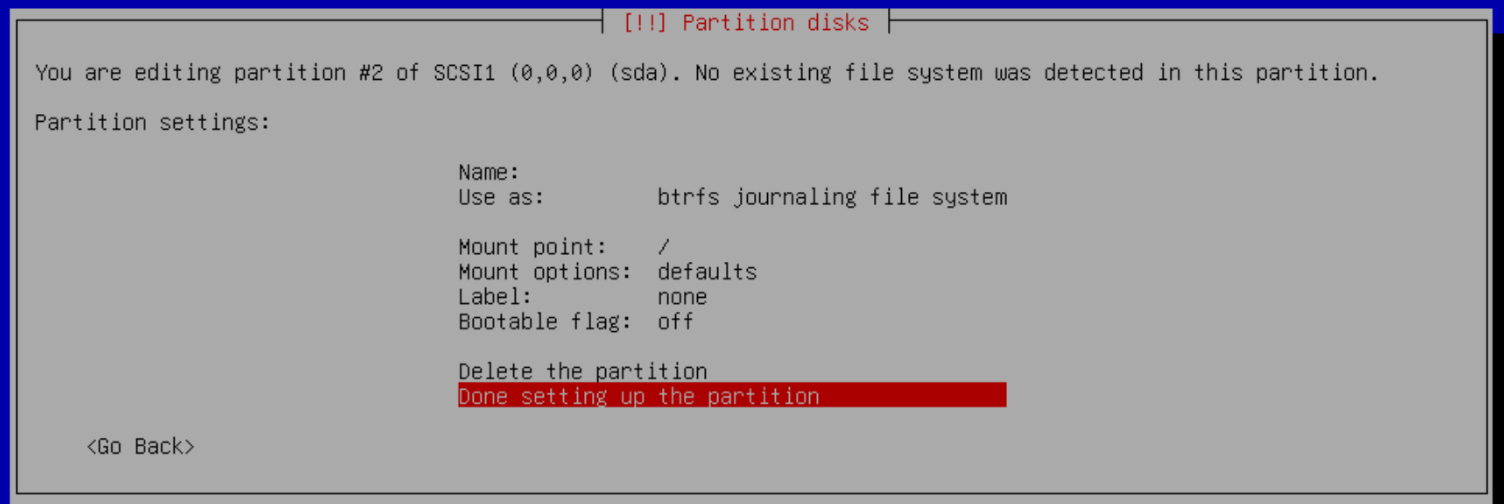 [!!] Partition disks
You are editing partition #2 of SCSI1 (0,0,0) (sda). No existing file system was detected in this partition.
Partition settings:
Name:
Use as: btrfs journaling file system
Mount point: /
Mount options: defaults
Label: none
Bootable flag: off
Delete the partition
Done setting up the partition
<Go Back>